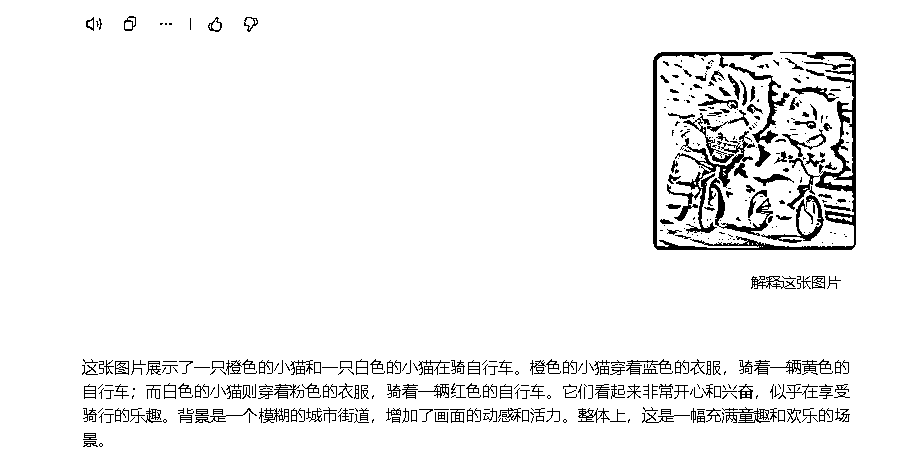 解释这张图片
这张图片展示了一只橙色的小猫和一只白色的小猫在骑自行车。橙色的小猫穿着蓝色的衣服，骑着一辆黄色的
自行车；而白色的小猫则穿着粉色的衣服，骑着一辆红色的自行车。它们看起来非常开心和兴奋，似乎在享受
骑行的乐趣。背景是一个模糊的城市街道，增加了画面的动感和活力。整体上，这是一幅充满童趣和欢乐的场
景。